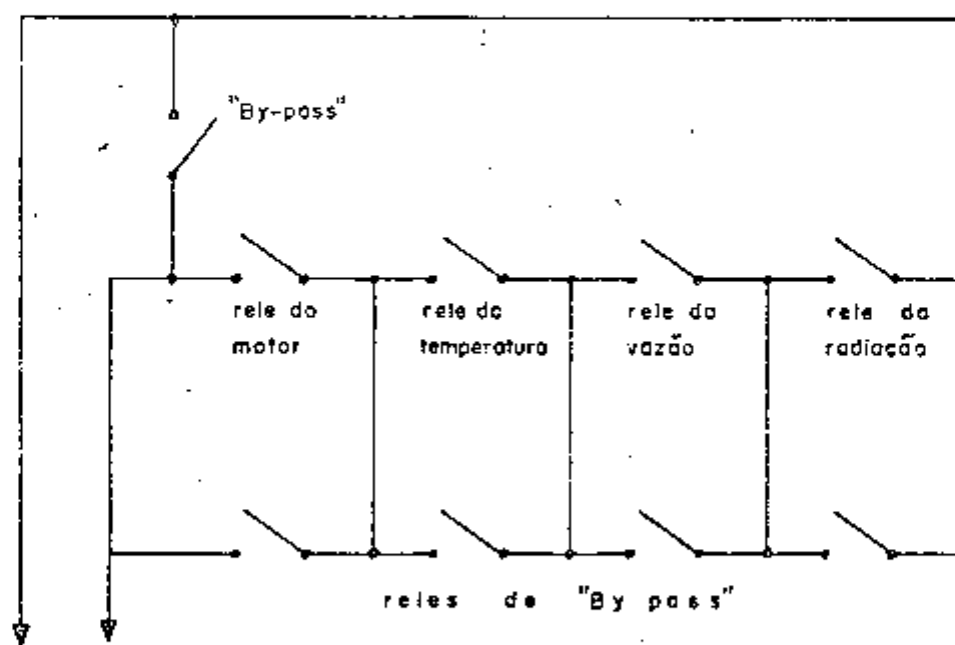 "By-pass"
rele do
motor
rele da
temperatura
rele da
vazão
rele da
radiação
reles de "By pass"